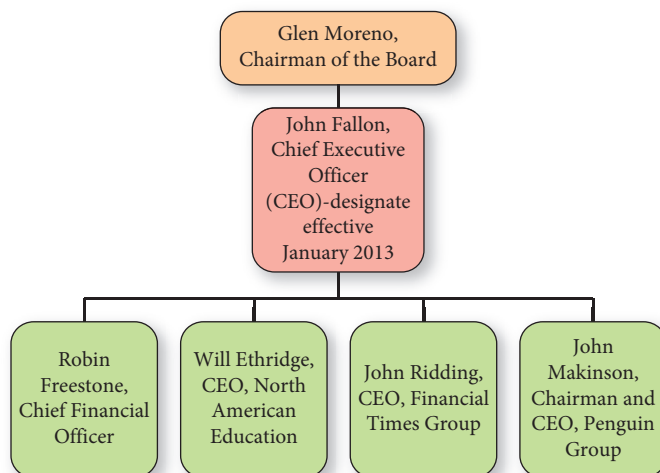 Glen Moreno,
Chairman of the Board
John Fallon,
Chief Executive
Officer
(CEO)-designate
effective
January 2013
Robin
Freestone,
Chief Financial
Officer
Will Ethridge,
CEO, North
American
Education
John Ridding,
CEO, Financial
Times Group
John
Makinson,
Chairman and
CEO, Penguin
Group